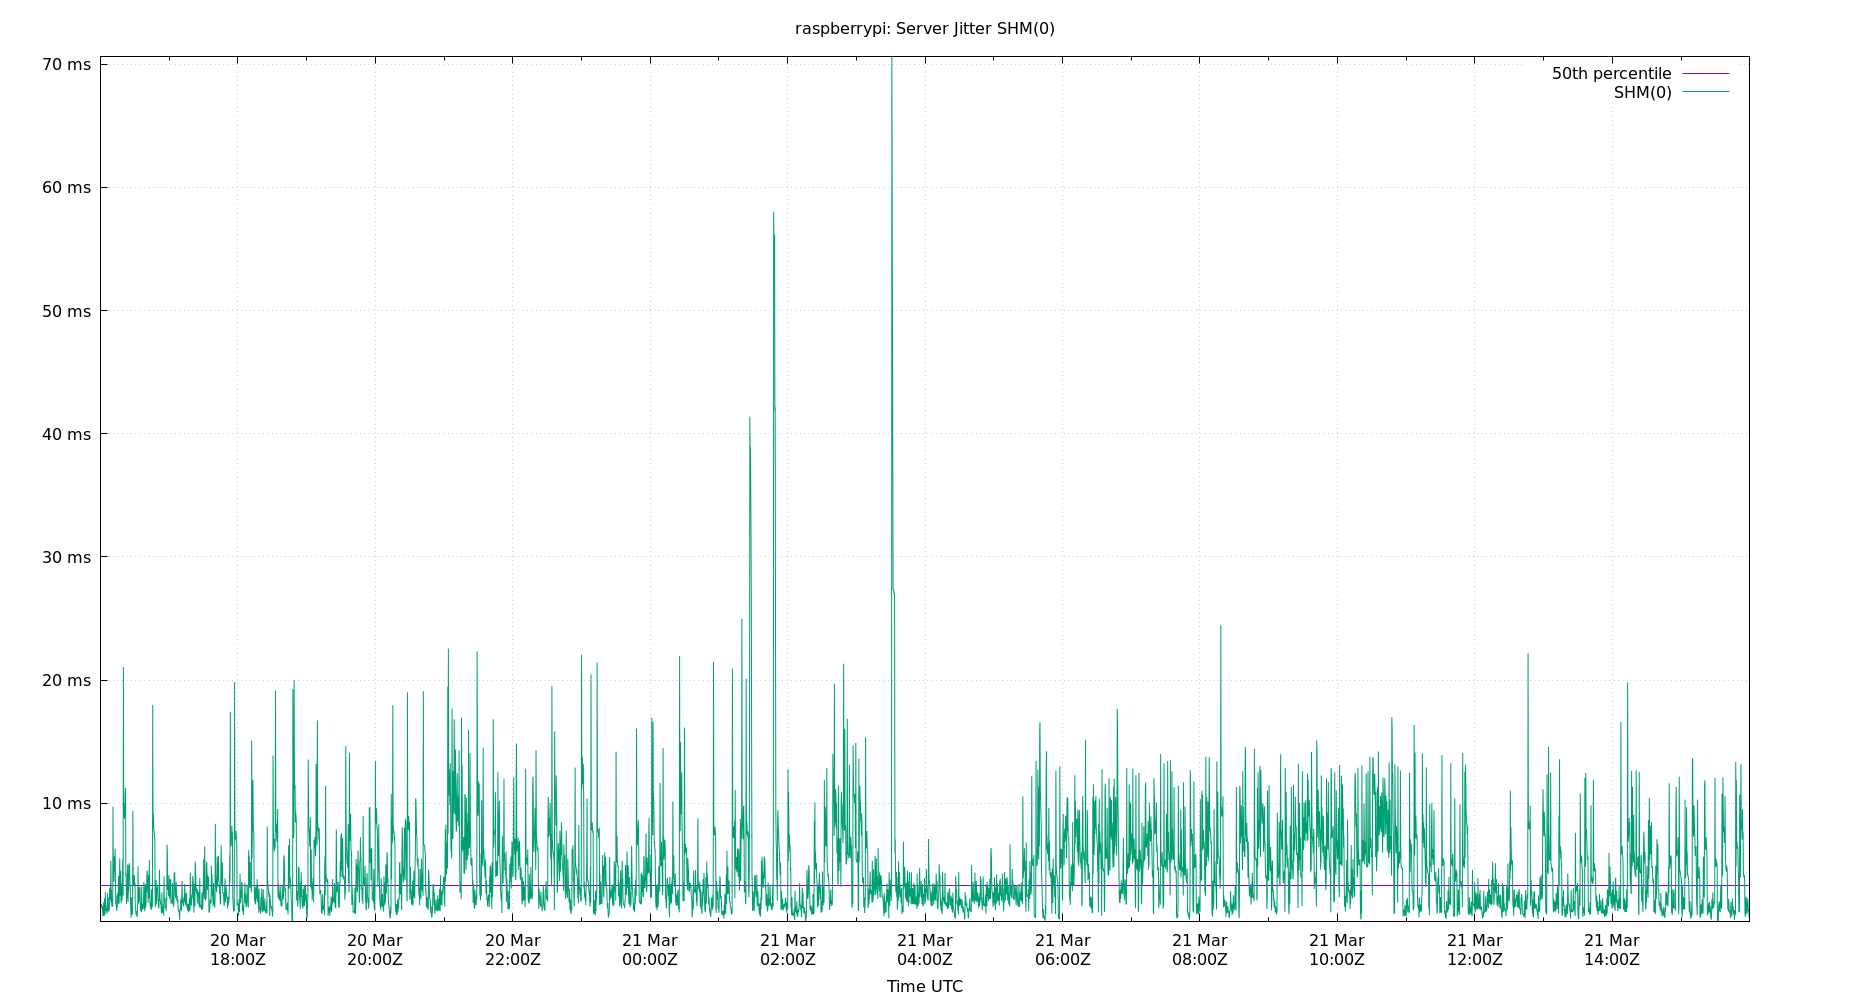 raspberrypi: Server Jitter SHM(0)
70 ms
60 ms
50 ms
40 ms
30 ms
20 ms
10 ms
50th percentile
SHM(0)
20 Mar
18:00Z
20 Mar
20:00Z
20 Mar
22:00Z
21 Mar
00:00Z
21 Mar
02:00Z
21 Mar
04:00Z
21 Mar
06:00Z
21 Mar
08:00Z
21 Mar
10:00Z
21 Mar
12:00Z
21 Mar
14:00Z
Time UTC